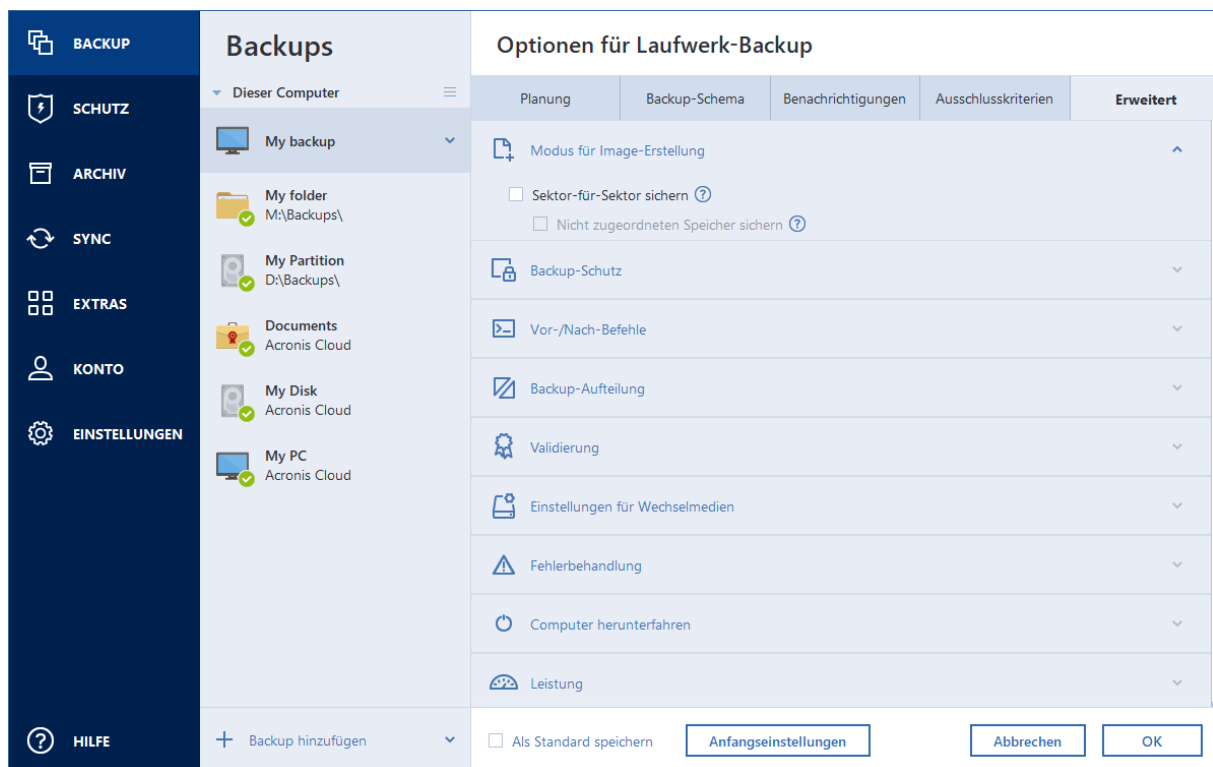 BACKUP
SCHUTZ
ARCHIV
SYNC
EXTRAS
KONTO
EINSTELLUNGEN
HILFE
Backups
Dieser Computer
My backup
My folder
M:\Backups\
My Partition
D:\Backups\
Documents
Acronis Cloud
My Disk
Acronis Cloud
My PC
Acronis Cloud
Backup hinzufügen
Optionen für Laufwerk-Backup
Planung Backup-Schema Benachrichtigungen Ausschlusskriterien Erweitert
Modus für Image-Erstellung
Sektor-für-Sektor sichern ?
Nicht zugeordneten Speicher sichern ?
Backup-Schutz
Vor-/Nach-Befehle
Backup-Aufteilung
Validierung
Einstellungen für Wechselmedien
Fehlerbehandlung
Computer herunterfahren
Leistung
Als Standard speichern Anfangseinstellungen Abbrechen OK